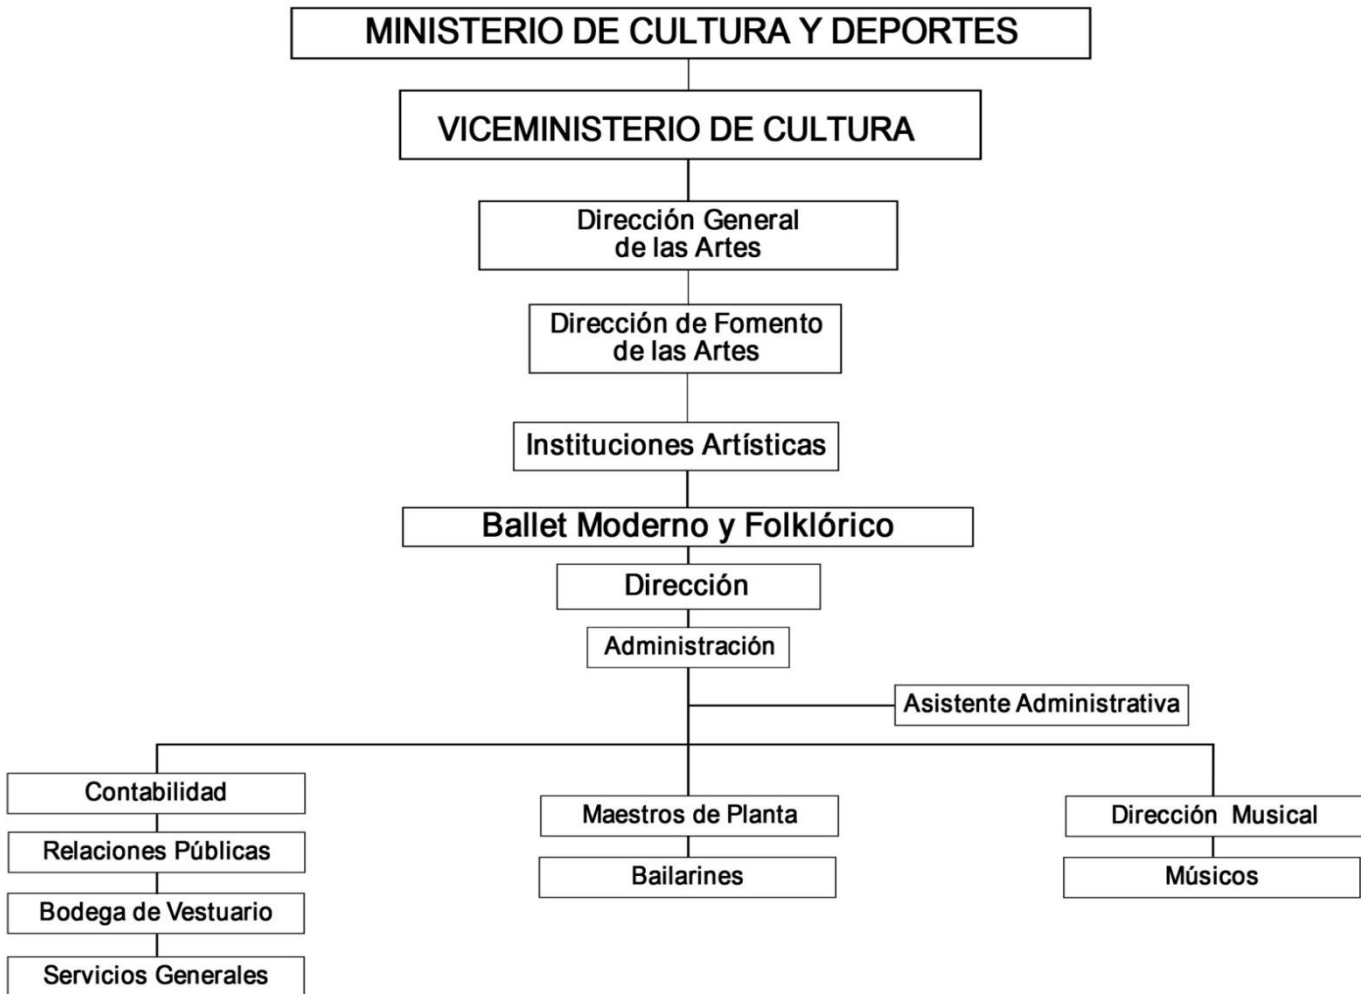 MINISTERIO DE CULTURA Y DEPORTES
VICEMINISTERIO DE CULTURA
Dirección General
de las Artes
Dirección de Fomento
de las Artes
Instituciones Artísticas
Ballet Moderno y Folklórico
Dirección
Administración
Asistente Administrativa
Contabilidad
Relaciones Públicas
Bodega de Vestuario
Servicios Generales
Maestros de Planta
Bailarines
Dirección Musical
Músicos